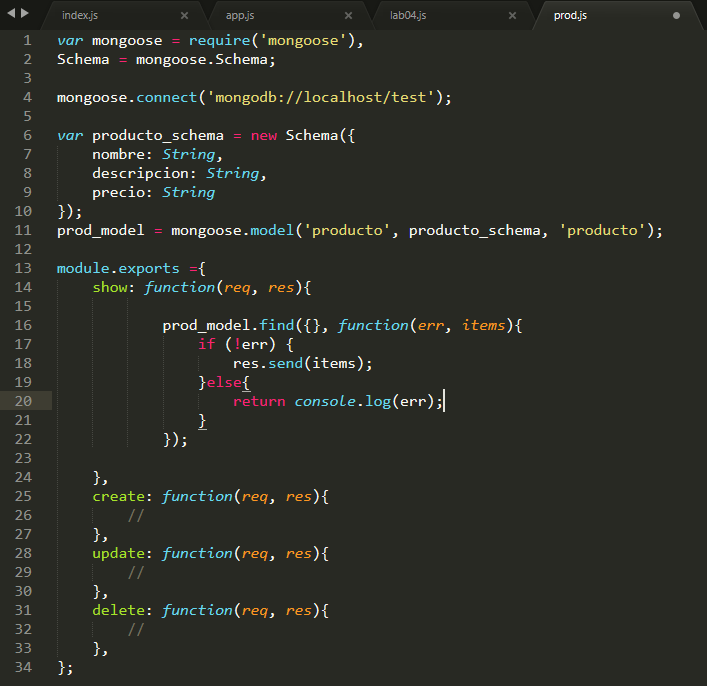 index.js × app.js × lab04.js × prod.js
1 var mongoose = require('mongoose'),
2 Schema = mongoose.Schema;
3
4 mongoose.connect('mongodb://localhost/test');
5
6 var producto_schema = new Schema({
7     nombre: String,
8     descripcion: String,
9     precio: String
10 });
11 prod_model = mongoose.model('producto', producto_schema, 'producto');
12
13 module.exports ={
14     show: function(req, res){
15
16             prod_model.find({}, function(err, items){
17                 if (!err) {
18                     res.send(items);
19                 }else{
20                     return console.log(err);
21                 }
22             });
23
24     },
25     create: function(req, res){
26         //
27     },
28     update: function(req, res){
29         //
30     },
31     delete: function(req, res){
32         //
33     },
34 };